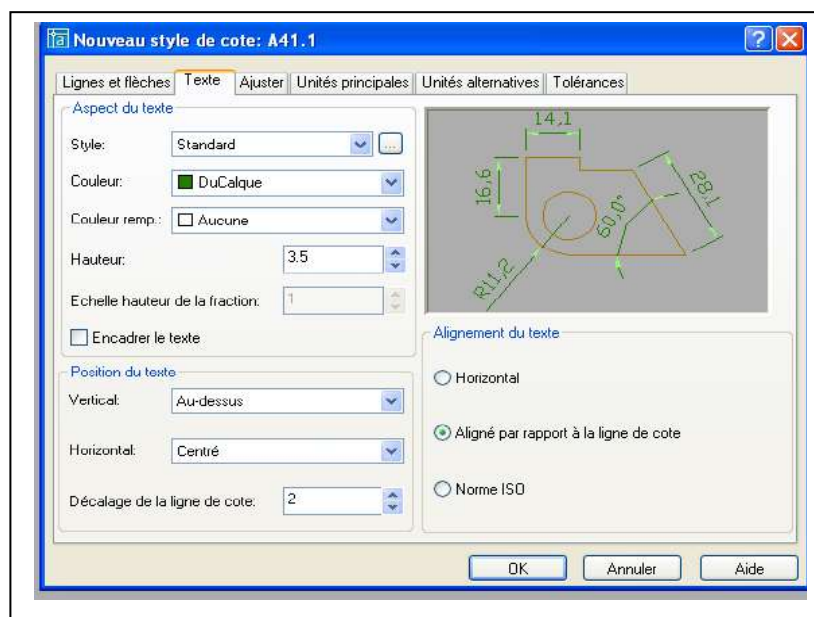 Nouveau style de cote: A41.1
Lignes et flèches Texte Ajuster Unités principales Unités alternatives Tolérances
Aspect du texte
Style: Standard ...
Couleur: DuCalque
Couleur remp.: Aucune
Hauteur: 3.5
Echelle hauteur de la fraction: 1
Encadrer le texte
Position du texte
Vertical: Au-dessus
Horizontal: Centré
Décalage de la ligne de cote: 2
14,1
16,6
28,1
60,0°
R11,2
Alignement du texte
Horizontal
Aligné par rapport à la ligne de cote
Norme ISO
OK Annuler Aide